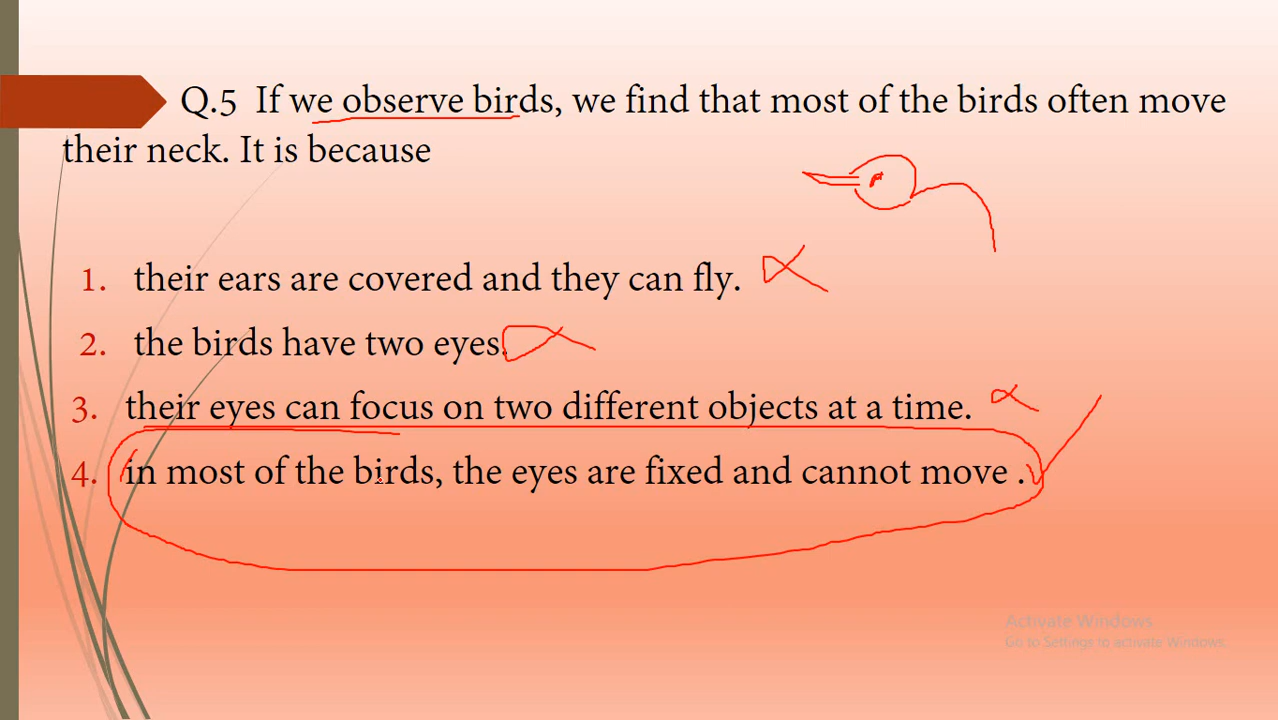 Q.5 If we observe birds, we find that most of the birds often move
their neck. It is because
1. their ears are covered and they can fly.
2. the birds have two eyes.
3. their eyes can focus on two different objects at a time.
4. in most of the birds, the eyes are fixed and cannot move .
Activate Windows
Go to Settings to activate Windows.